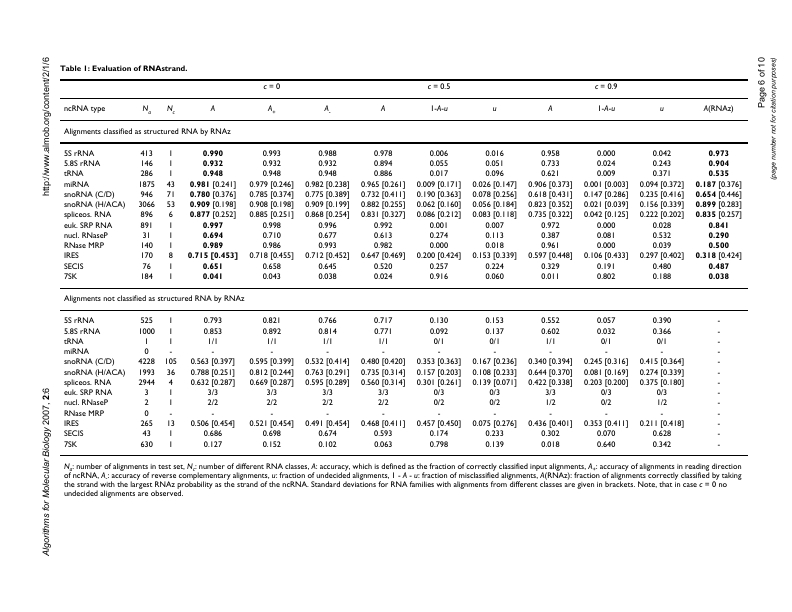 http://www.almob.org/content/2/1/6
Page 6 of 10
(page number not for citation purposes)
Table 1: Evaluation of RNAstrand.
c = 0 c = 0.5 c = 0.9
ncRNA type Na Nc A A+ A- A 1-A-u u A 1-A-u u A(RNAz)
Alignments classified as structured RNA by RNAz
5S rRNA 413 1 0.990 0.993 0.988 0.978 0.006 0.016 0.958 0.000 0.042 0.973
5.8S rRNA 146 1 0.932 0.932 0.932 0.894 0.055 0.051 0.733 0.024 0.243 0.904
tRNA 286 1 0.948 0.948 0.948 0.886 0.017 0.096 0.621 0.009 0.371 0.535
miRNA 1875 43 0.981 [0.241] 0.979 [0.246] 0.982 [0.238] 0.965 [0.261] 0.009 [0.171] 0.026 [0.147] 0.906 [0.373] 0.001 [0.003] 0.094 [0.372] 0.187 [0.376]
snoRNA (C/D) 946 71 0.780 [0.376] 0.785 [0.374] 0.775 [0.389] 0.732 [0.411] 0.190 [0.363] 0.078 [0.256] 0.618 [0.431] 0.147 [0.286] 0.235 [0.416] 0.654 [0.446]
snoRNA (H/ACA) 3066 53 0.909 [0.198] 0.908 [0.198] 0.909 [0.199] 0.882 [0.255] 0.062 [0.160] 0.056 [0.184] 0.823 [0.352] 0.021 [0.039] 0.156 [0.339] 0.899 [0.283]
spliceos. RNA 896 6 0.877 [0.252] 0.885 [0.251] 0.868 [0.254] 0.831 [0.327] 0.086 [0.212] 0.083 [0.118] 0.735 [0.322] 0.042 [0.125] 0.222 [0.202] 0.835 [0.257]
euk. SRP RNA 891 1 0.997 0.998 0.996 0.992 0.001 0.007 0.972 0.000 0.028 0.841
nucl. RNaseP 31 1 0.694 0.710 0.677 0.613 0.274 0.113 0.387 0.081 0.532 0.290
RNase MRP 140 1 0.989 0.986 0.993 0.982 0.000 0.018 0.961 0.000 0.039 0.500
IRES 170 8 0.715 [0.453] 0.718 [0.455] 0.712 [0.452] 0.647 [0.469] 0.200 [0.424] 0.153 [0.339] 0.597 [0.448] 0.106 [0.433] 0.297 [0.402] 0.318 [0.424]
SECIS 76 1 0.651 0.658 0.645 0.520 0.257 0.224 0.329 0.191 0.480 0.487
7SK 184 1 0.041 0.043 0.038 0.024 0.916 0.060 0.011 0.802 0.188 0.038
Alignments not classified as structured RNA by RNAz
5S rRNA 525 1 0.793 0.821 0.766 0.717 0.130 0.153 0.552 0.057 0.390 -
5.8S rRNA 1000 1 0.853 0.892 0.814 0.771 0.092 0.137 0.602 0.032 0.366 -
tRNA 1 1 1/1 1/1 1/1 1/1 0/1 0/1 1/1 0/1 0/1 -
miRNA 0 - - - - - - - - - - -
snoRNA (C/D) 4228 105 0.563 [0.397] 0.595 [0.399] 0.532 [0.414] 0.480 [0.420] 0.353 [0.363] 0.167 [0.236] 0.340 [0.394] 0.245 [0.316] 0.415 [0.364] -
snoRNA (H/ACA) 1993 36 0.788 [0.251] 0.812 [0.244] 0.763 [0.291] 0.735 [0.314] 0.157 [0.203] 0.108 [0.233] 0.644 [0.370] 0.081 [0.169] 0.274 [0.339] -
spliceos. RNA 2944 4 0.632 [0.287] 0.669 [0.287] 0.595 [0.289] 0.560 [0.314] 0.301 [0.261] 0.139 [0.071] 0.422 [0.338] 0.203 [0.200] 0.375 [0.180] -
euk. SRP RNA 3 1 3/3 3/3 3/3 3/3 0/3 0/3 3/3 0/3 0/3 -
nucl. RNaseP 2 1 2/2 2/2 2/2 2/2 0/2 0/2 1/2 0/2 1/2 -
RNase MRP 0 - - - - - - - - - - -
IRES 265 13 0.506 [0.454] 0.521 [0.454] 0.491 [0.454] 0.468 [0.411] 0.457 [0.450] 0.075 [0.276] 0.436 [0.401] 0.353 [0.411] 0.211 [0.418] -
SECIS 43 1 0.686 0.698 0.674 0.593 0.174 0.233 0.302 0.070 0.628 -
7SK 630 1 0.127 0.152 0.102 0.063 0.798 0.139 0.018 0.640 0.342 -
Na: number of alignments in test set, Nc: number of different RNA classes, A: accuracy, which is defined as the fraction of correctly classified input alignments, A+: accuracy of alignments in reading direction
of ncRNA, A-: accuracy of reverse complementary alignments, u: fraction of undecided alignments, 1 - A - u: fraction of misclassified alignments, A(RNAz): fraction of alignments correctly classified by taking
the strand with the largest RNAz probability as the strand of the ncRNA. Standard deviations for RNA families with alignments from different classes are given in brackets. Note, that in case c = 0 no
undecided alignments are observed.
Algorithms for Molecular Biology 2007, 2:6